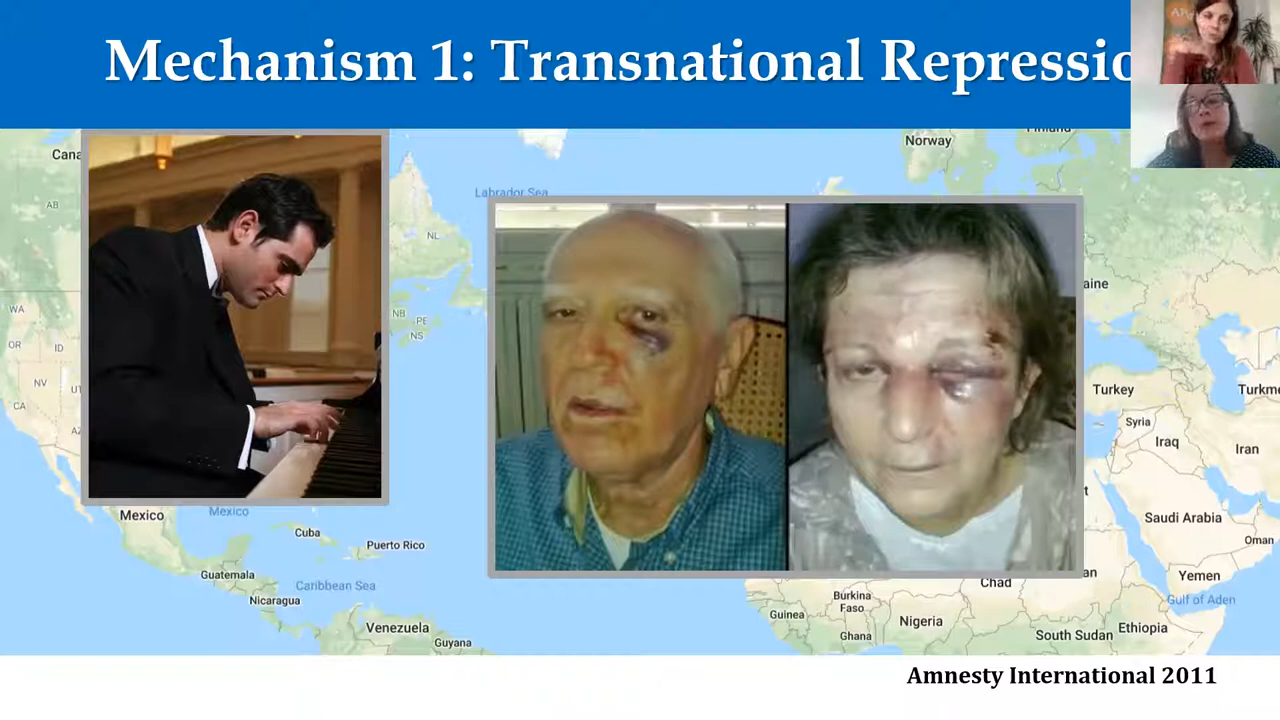 Mechanism 1: Transnational Repressio
Norway
Labrador Sea
AB
NL
NB
PE
NS
WA
OR
ID
NV
UT
CA
AZ
Turkey
Turkme
Syria
Iraq
Iran
Mexico
Mexico
Cuba
Puerto Rico
Saudi Arabia
Oman
Guatemala
Caribbean Sea
Chad
Yemen
Nicaragua
Burkina
Faso
Gulf of Aden
Guinea
Nigeria
Ghana
South Sudan
Ethiopia
Venezuela
Guyana
Amnesty International 2011